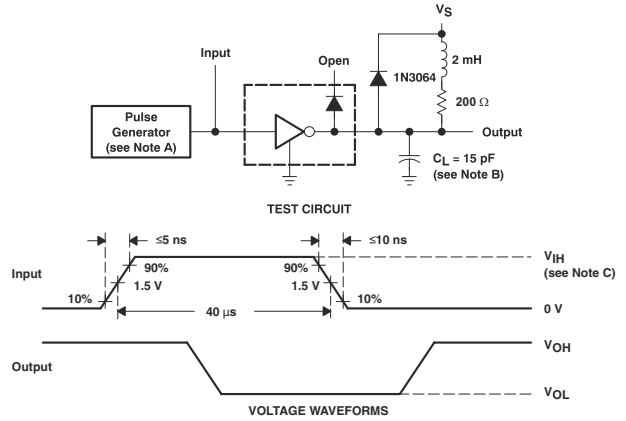 VS
Input
Open
2 mH
1N3064
200 Ω
Pulse
Generator
(see Note A)
Output
CL = 15 pF
(see Note B)
TEST CIRCUIT
≤5 ns
≤10 ns
Input
90%
90%
VIH
(see Note C)
1.5 V
1.5 V
10%
10%
40 μs
0 V
VOH
Output
VOL
VOLTAGE WAVEFORMS